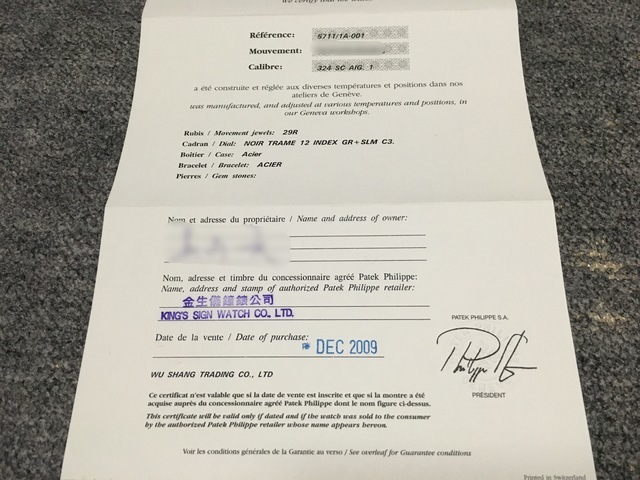 We certify that the watch
Référence: 5711/1A-001
Mouvement:
Calibre: 324 SC A/G. 1
a été construite et réglée aux diverses températures et positions dans nos
ateliers de Genève.
was manufactured, and adjusted at various temperatures and positions, in
our Geneva workshops.
Rubis / Movement jewels: 29R
Cadran / Dial: NOIR TRAME 12 INDEX GR+SLM C3.
Boîtier / Case: Acier
Bracelet / Bracelet: ACIER
Pierres / Gem stones:
Nom et adresse du propriétaire / Name and address of owner:
Nom, adresse et timbre du concessionnaire agréé Patek Philippe:
Name, address and stamp of authorized Patek Philippe retailer:
金生儀鐘錶公司
KING'S SIGN WATCH CO., LTD.
PATEK PHILIPPE S.A.
Date de la vente / Date of purchase: DEC 2009
PRÉSIDENT
WU SHANG TRADING CO., LTD
Ce certificat n'est valable que si la date de vente est inscrite et que si la montre a été
acquise auprès du concessionnaire agréé Patek Philippe dont le nom figure ci-dessus.
This certificate will be valid only if dated and if the watch was sold to the consumer
by the authorized Patek Philippe retailer whose name appears hereon.
Voir les conditions générales de la Garantie au verso / See overleaf for Guarantee conditions
Printed in Switzerland